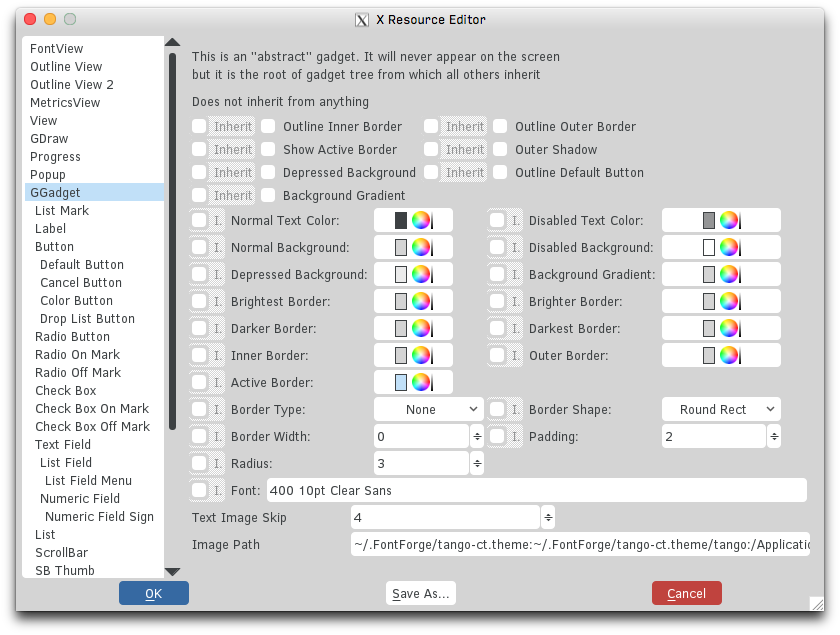 X Resource Editor
FontView
Outline View
Outline View 2
MetricsView
View
GDraw
Progress
Popup
GGadget
List Mark
Label
Button
Default Button
Cancel Button
Color Button
Drop List Button
Radio Button
Radio On Mark
Radio Off Mark
Check Box
Check Box On Mark
Check Box Off Mark
Text Field
List Field
List Field Menu
Numeric Field
Numeric Field Sign
List
ScrollBar
SB Thumb
This is an "abstract" gadget. It will never appear on the screen
but it is the root of gadget tree from which all others inherit
Does not inherit from anything
Inherit Outline Inner Border Inherit Outline Outer Border
Inherit Show Active Border Inherit Outer Shadow
Inherit Depressed Background Inherit Outline Default Button
Inherit Background Gradient
I. Normal Text Color: I. Disabled Text Color:
I. Normal Background: I. Disabled Background:
I. Depressed Background: I. Background Gradient:
I. Brightest Border: I. Brighter Border:
I. Darker Border: I. Darkest Border:
I. Inner Border: I. Outer Border:
I. Active Border:
I. Border Type: None I. Border Shape: Round Rect
I. Border Width: 0 I. Padding: 2
I. Radius: 3
I. Font: 400 10pt Clear Sans
Text Image Skip 4
Image Path ~/.FontForge/tango-ct.theme:~/.FontForge/tango-ct.theme/tango:/Applicatio
OK Save As... Cancel